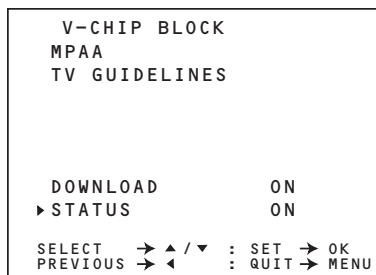 V-CHIP BLOCK
MPAA
TV GUIDELINES
DOWNLOAD ON
▶STATUS ON
SELECT → ▲/▼ : SET → OK
PREVIOUS → ◀ : QUIT → MENU